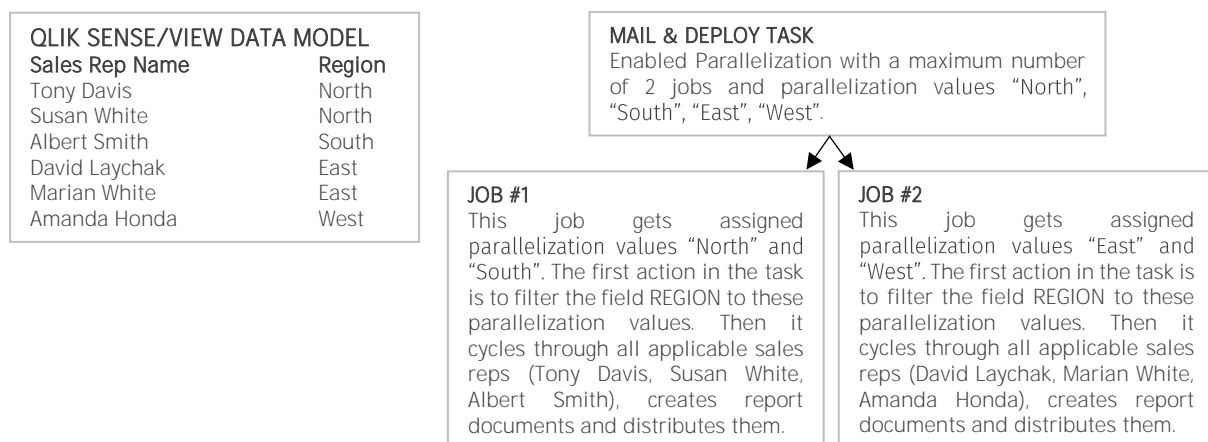 QLIK SENSE/VIEW DATA MODEL
Sales Rep Name Region
Tony Davis North
Susan White North
Albert Smith South
David Laychak East
Marian White East
Amanda Honda West
MAIL & DEPLOY TASK
Enabled Parallelization with a maximum number
of 2 jobs and parallelization values “North”,
“South”, “East”, “West”.
JOB #1
This job gets assigned
parallelization values “North” and
“South”. The first action in the task
is to filter the field REGION to these
parallelization values. Then it
cycles through all applicable sales
reps (Tony Davis, Susan White,
Albert Smith), creates report
documents and distributes them.
JOB #2
This job gets assigned
parallelization values “East” and
“West”. The first action in the task is
to filter the field REGION to these
parallelization values. Then it
cycles through all applicable sales
reps (David Laychak, Marian White,
Amanda Honda), creates report
documents and distributes them.